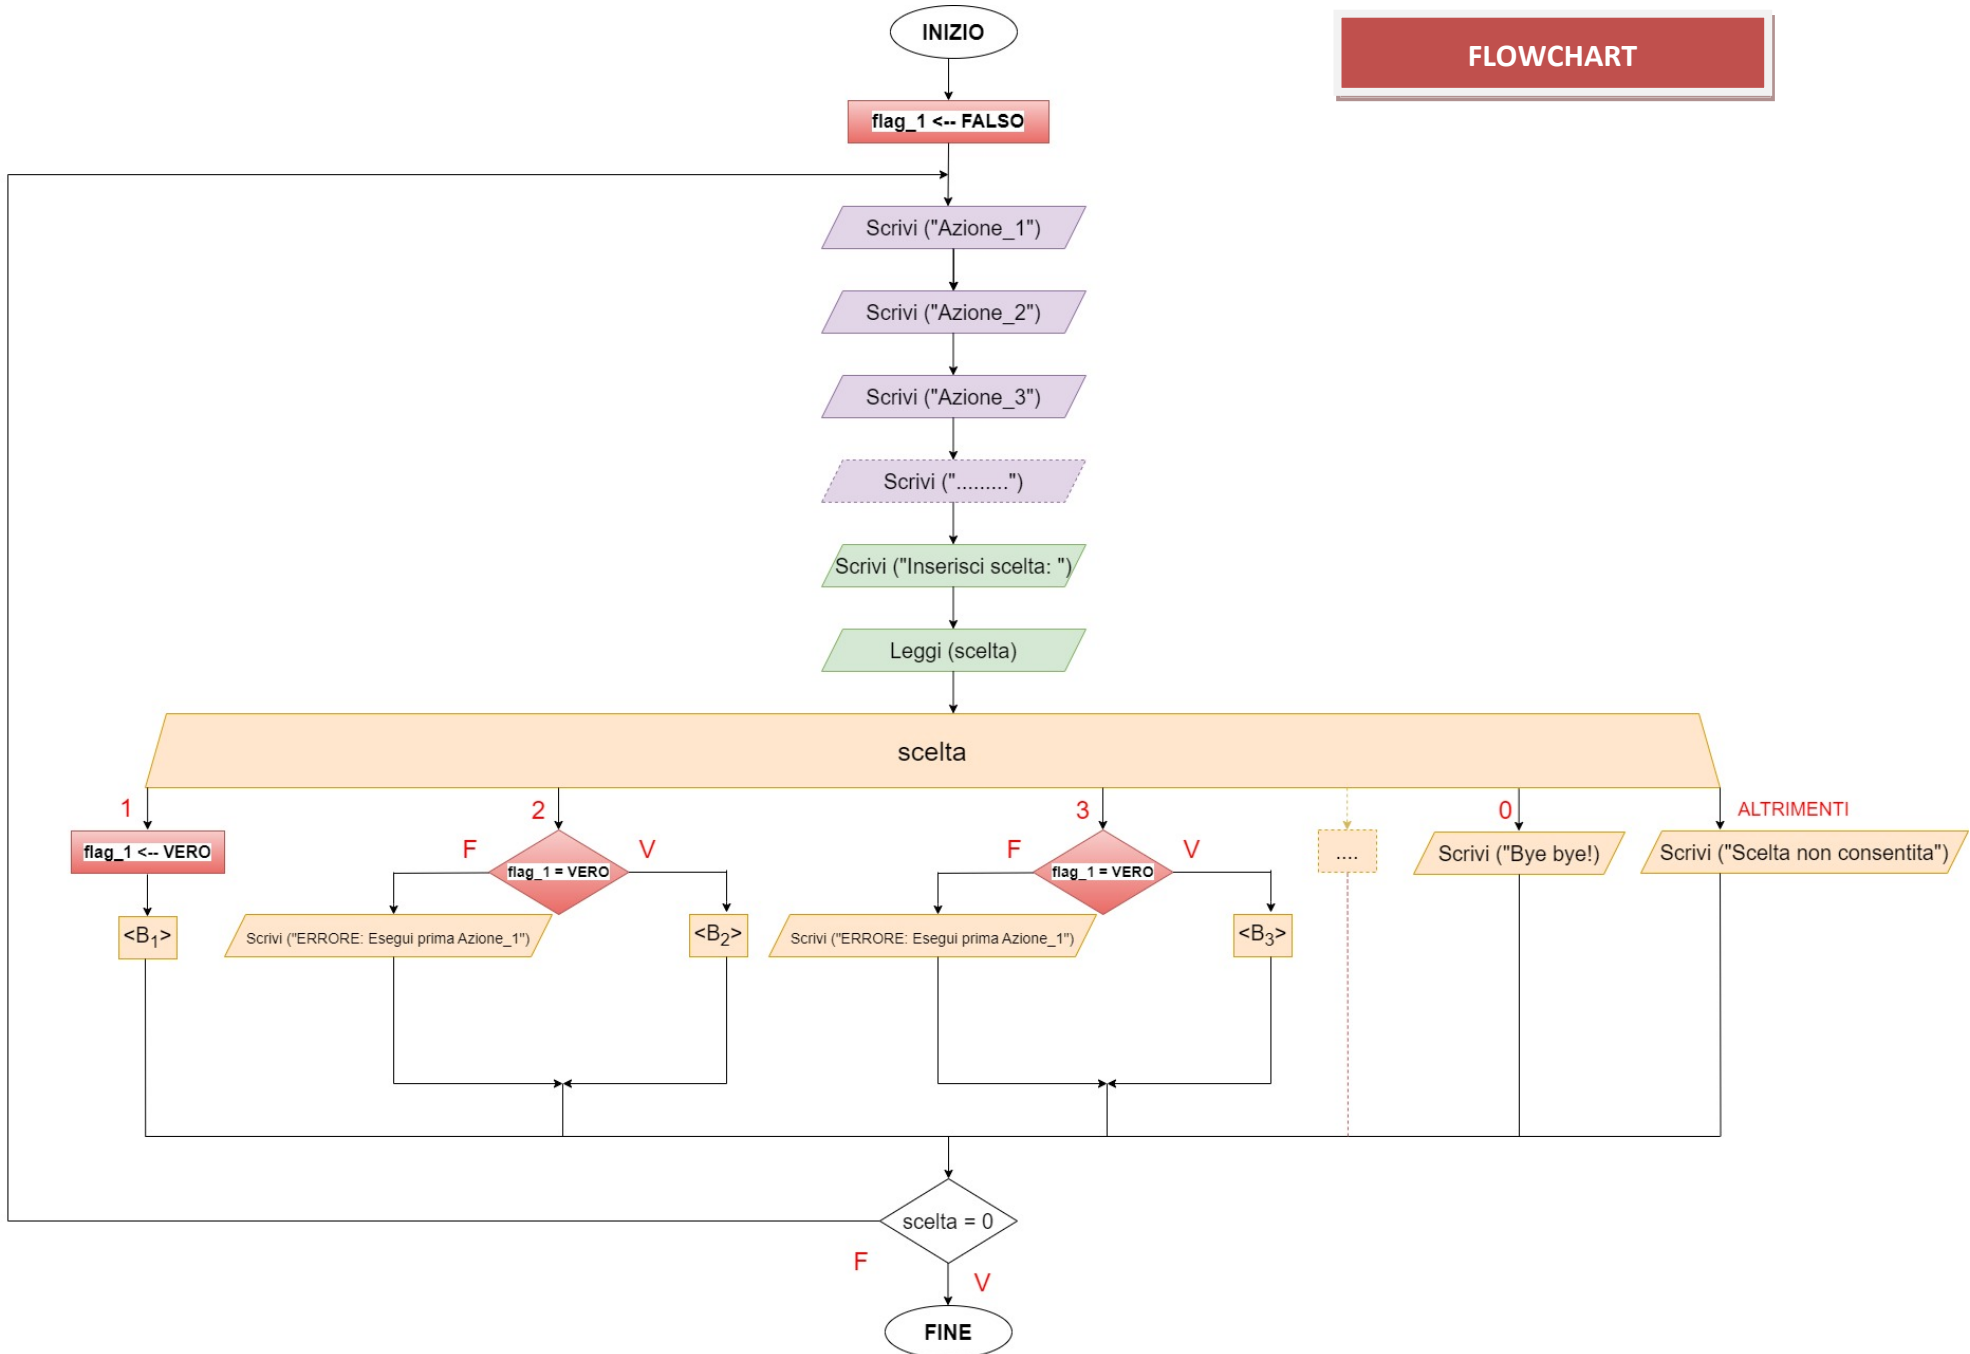 INIZIO
FLOWCHART
flag_1 <-- FALSO
Scrivi ("Azione_1")
Scrivi ("Azione_2")
Scrivi ("Azione_3")
Scrivi (".........")
Scrivi ("Inserisci scelta: ")
Leggi (scelta)
scelta
1
2
3
0
ALTRIMENTI
flag_1 <-- VERO
F
flag_1 = VERO
V
F
flag_1 = VERO
V
....
Scrivi ("Bye bye!)
Scrivi ("Scelta non consentita")
<B1>
Scrivi ("ERRORE: Esegui prima Azione_1")
<B2>
Scrivi ("ERRORE: Esegui prima Azione_1")
<B3>
scelta = 0
F
V
FINE